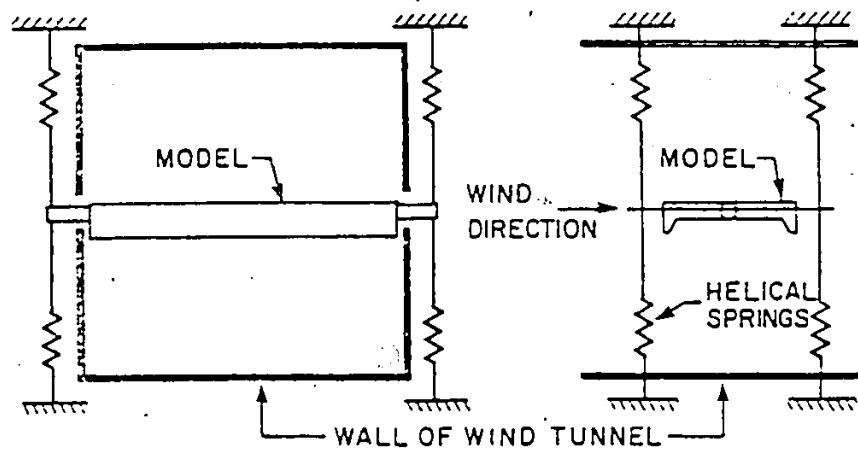 MODEL
MODEL
WIND
DIRECTION
HELICAL
SPRINGS
WALL OF WIND TUNNEL